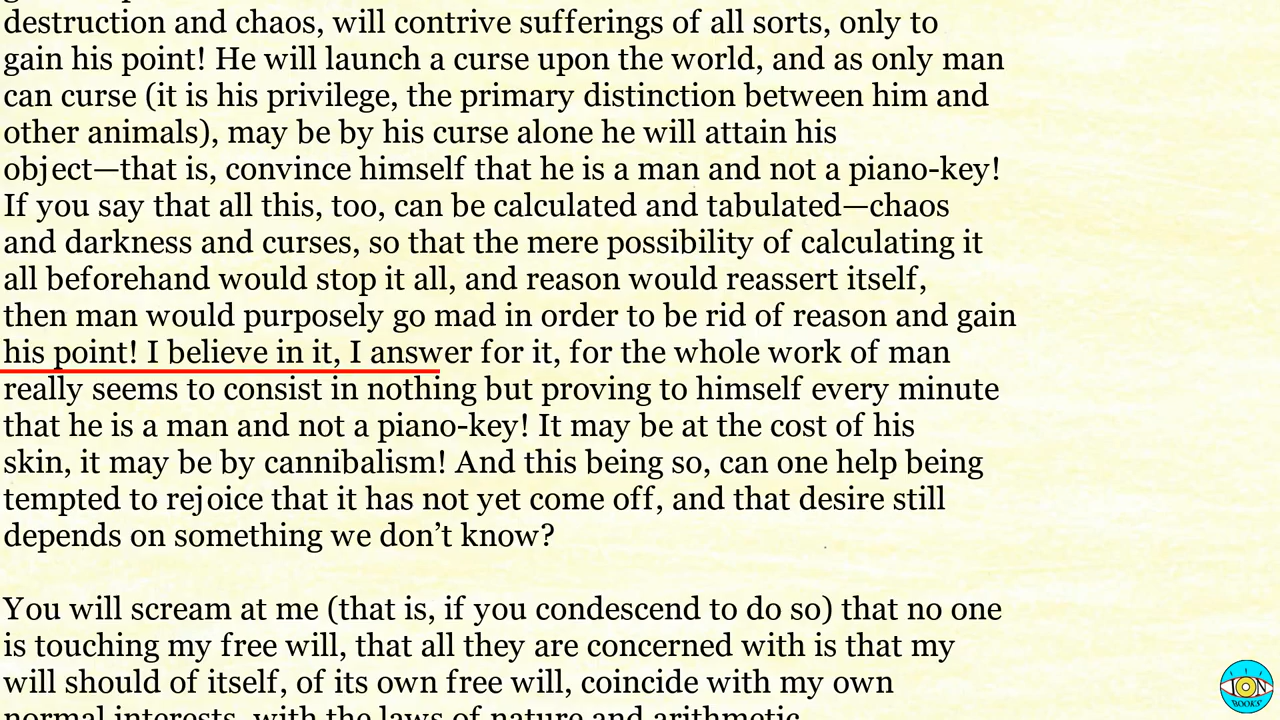 destruction and chaos, will contrive sufferings of all sorts, only to
gain his point! He will launch a curse upon the world, and as only man
can curse (it is his privilege, the primary distinction between him and
other animals), may be by his curse alone he will attain his
object—that is, convince himself that he is a man and not a piano-key!
If you say that all this, too, can be calculated and tabulated—chaos
and darkness and curses, so that the mere possibility of calculating it
all beforehand would stop it all, and reason would reassert itself,
then man would purposely go mad in order to be rid of reason and gain
his point! I believe in it, I answer for it, for the whole work of man
really seems to consist in nothing but proving to himself every minute
that he is a man and not a piano-key! It may be at the cost of his
skin, it may be by cannibalism! And this being so, can one help being
tempted to rejoice that it has not yet come off, and that desire still
depends on something we don’t know?
You will scream at me (that is, if you condescend to do so) that no one
is touching my free will, that all they are concerned with is that my
will should of itself, of its own free will, coincide with my own
normal interests, with the laws of nature and arithmetic.
ION
BOOKS